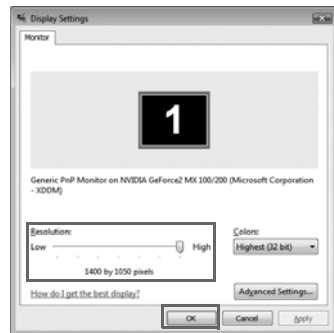 Display Settings
Monitor
1
Generic PnP Monitor on NVIDIA GeForce2 MX 100/200 (Microsoft Corporation
- XDDM)
Resolution:
Colors:
Low
High
Highest (32 bit)
1400 by 1050 pixels
How do I get the best display?
Advanced Settings...
OK
Cancel
Apply